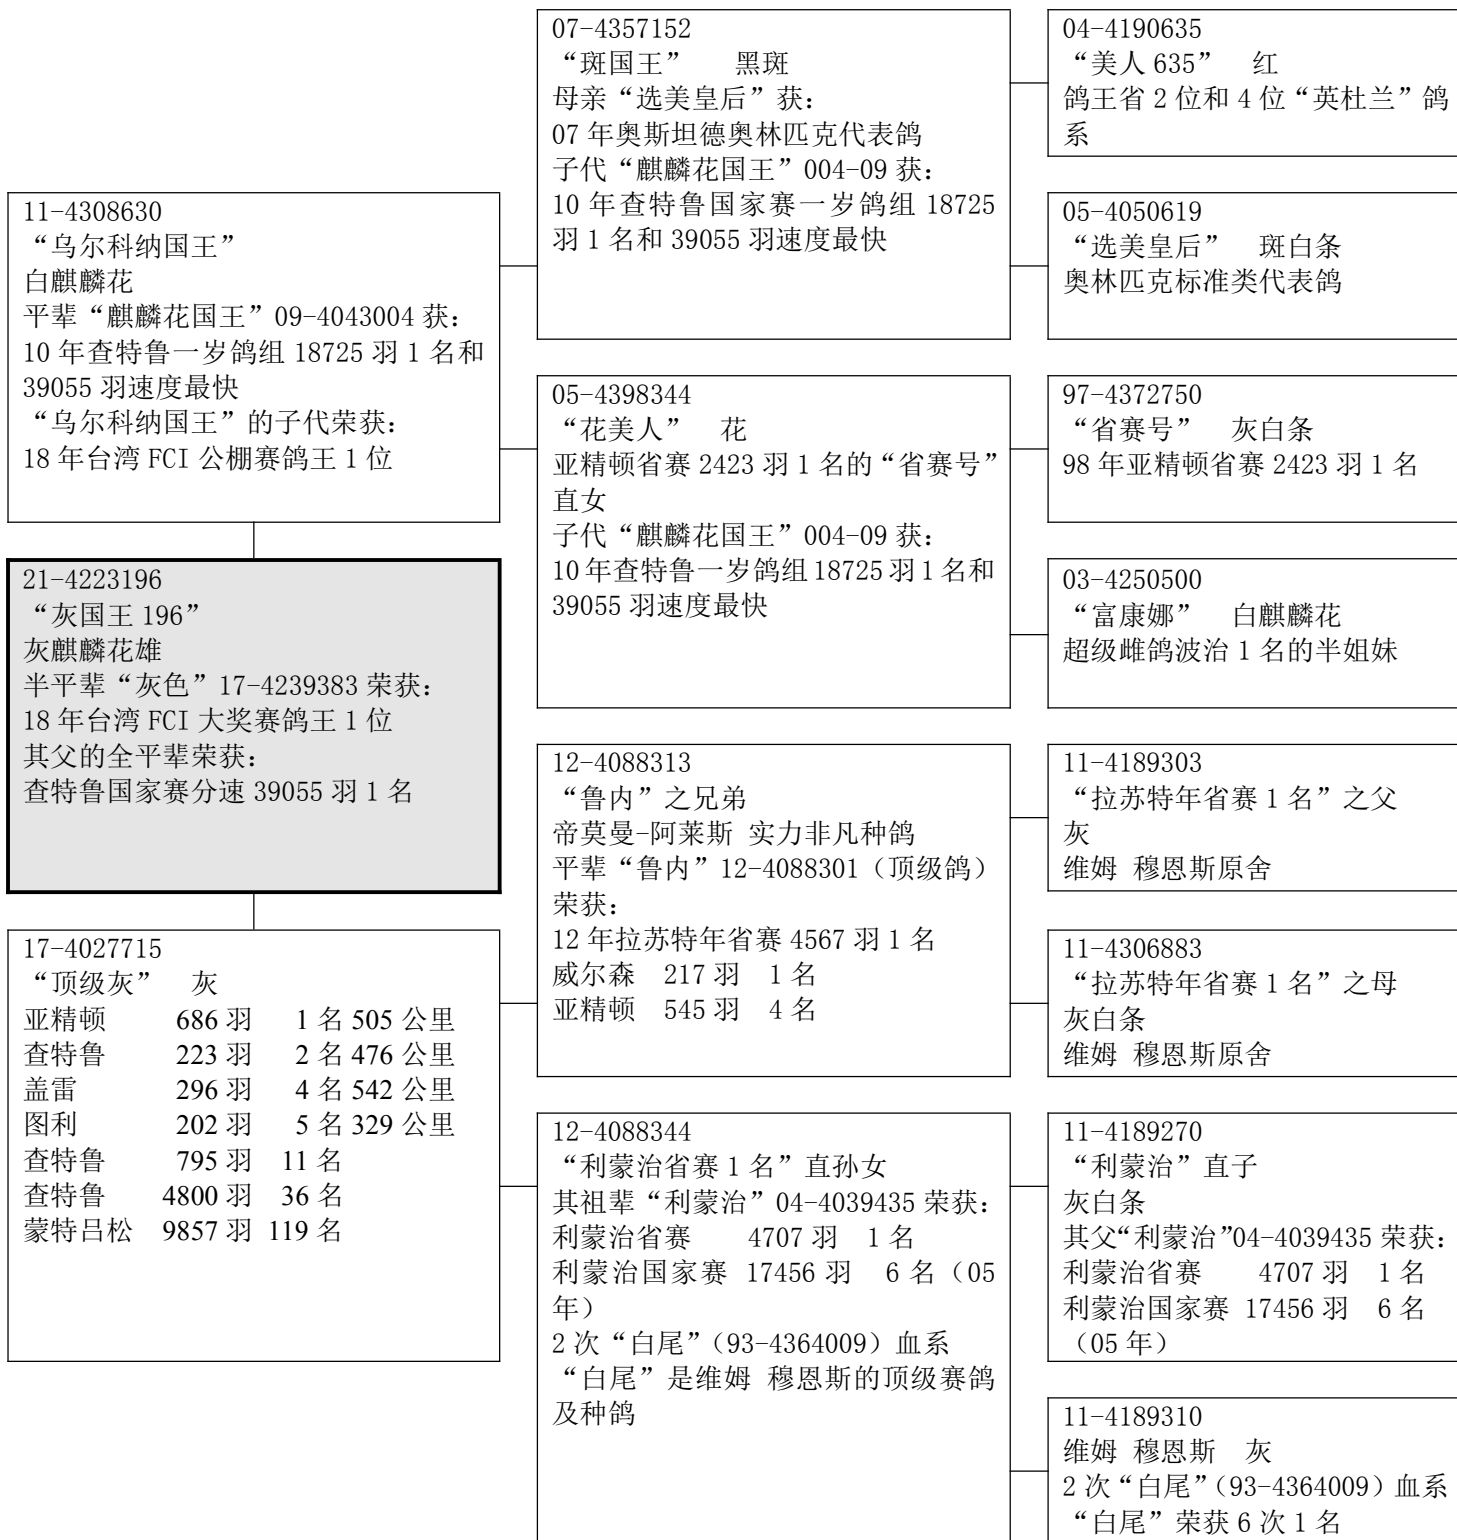 11-4308630
“乌尔科纳国王”
白麒麟花
平辈“麒麟花国王”09-4043004 获：
10 年查特鲁一岁鸽组 18725 羽 1 名和
39055 羽速度最快
“乌尔科纳国王”的子代荣获：
18 年台湾 FCI 公棚赛鸽王 1 位
21-4223196
“灰国王 196”
灰麒麟花雄
半平辈“灰色”17-4239383 荣获：
18 年台湾 FCI 大奖赛鸽王 1 位
其父的全平辈荣获：
查特鲁国家赛分速 39055 羽 1 名
17-4027715
“顶级灰” 灰
亚精顿 686 羽 1 名 505 公里
查特鲁 223 羽 2 名 476 公里
盖雷 296 羽 4 名 542 公里
图利 202 羽 5 名 329 公里
查特鲁 795 羽 11 名
查特鲁 4800 羽 36 名
蒙特吕松 9857 羽 119 名
07-4357152
“斑国王” 黑斑
母亲“选美皇后”获：
07 年奥斯坦德奥林匹克代表鸽
子代“麒麟花国王”004-09 获：
10 年查特鲁国家赛一岁鸽组 18725
羽 1 名和 39055 羽速度最快
05-4398344
“花美人” 花
亚精顿省赛 2423 羽 1 名的“省赛号”
直女
子代“麒麟花国王”004-09 获：
10 年查特鲁一岁鸽组 18725 羽 1 名和
39055 羽速度最快
12-4088313
“鲁内”之兄弟
帝莫曼-阿莱斯 实力非凡种鸽
平辈“鲁内”12-4088301（顶级鸽）
荣获：
12 年拉苏特年省赛 4567 羽 1 名
威尔森 217 羽 1 名
亚精顿 545 羽 4 名
12-4088344
“利蒙治省赛 1 名”直孙女
其祖辈“利蒙治”04-4039435 荣获：
利蒙治省赛 4707 羽 1 名
利蒙治国家赛 17456 羽 6 名（05
年）
2 次“白尾”（93-4364009）血系
“白尾”是维姆 穆恩斯的顶级赛鸽
及种鸽
04-4190635
“美人 635” 红
鸽王省 2 位和 4 位“英杜兰”鸽
系
05-4050619
“选美皇后” 斑白条
奥林匹克标准类代表鸽
97-4372750
“省赛号” 灰白条
98 年亚精顿省赛 2423 羽 1 名
03-4250500
“富康娜” 白麒麟花
超级雌鸽波治 1 名的半姐妹
11-4189303
“拉苏特年省赛 1 名”之父
灰
维姆 穆恩斯原舍
11-4306883
“拉苏特年省赛 1 名”之母
灰白条
维姆 穆恩斯原舍
11-4189270
“利蒙治”直子
灰白条
其父“利蒙治”04-4039435 荣获：
利蒙治省赛 4707 羽 1 名
利蒙治国家赛 17456 羽 6 名
（05 年）
11-4189310
维姆 穆恩斯 灰
2 次“白尾”（93-4364009）血系
“白尾”荣获 6 次 1 名